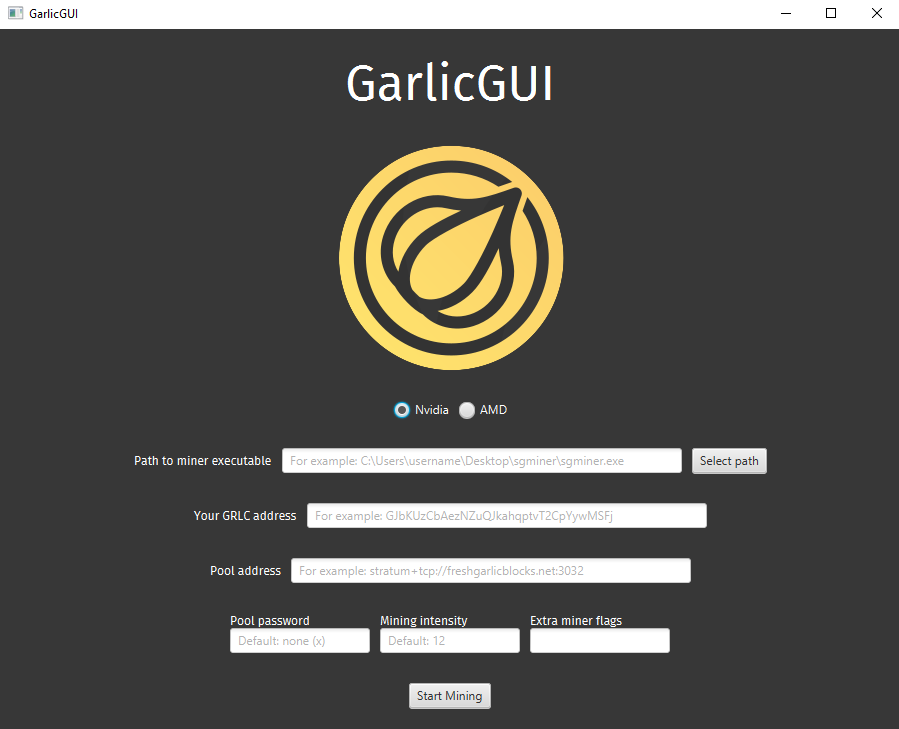 GarlicGUI
GarlicGUI
Nvidia AMD
Path to miner executable For example: C:\Users\username\Desktop\sgminer\sgminer.exe Select path
Your GRLC address For example: GJbKUzCbAezNZuQJkahqptvT2CpYywMSFj
Pool address For example: stratum+tcp://freshgarlicblocks.net:3032
Pool password Mining intensity Extra miner flags
Default: none (x) Default: 12
Start Mining